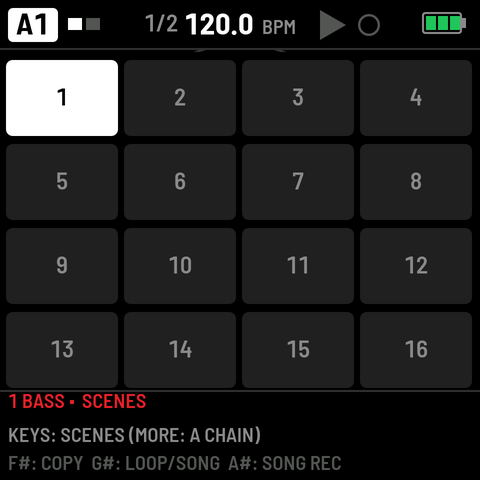 A1 1/2 120.0 BPM
1 2 3 4
5 6 7 8
9 10 11 12
13 14 15 16
1 BASS • SCENES
KEYS: SCENES (MORE: A CHAIN)
F#: COPY G#: LOOP/SONG A#: SONG REC